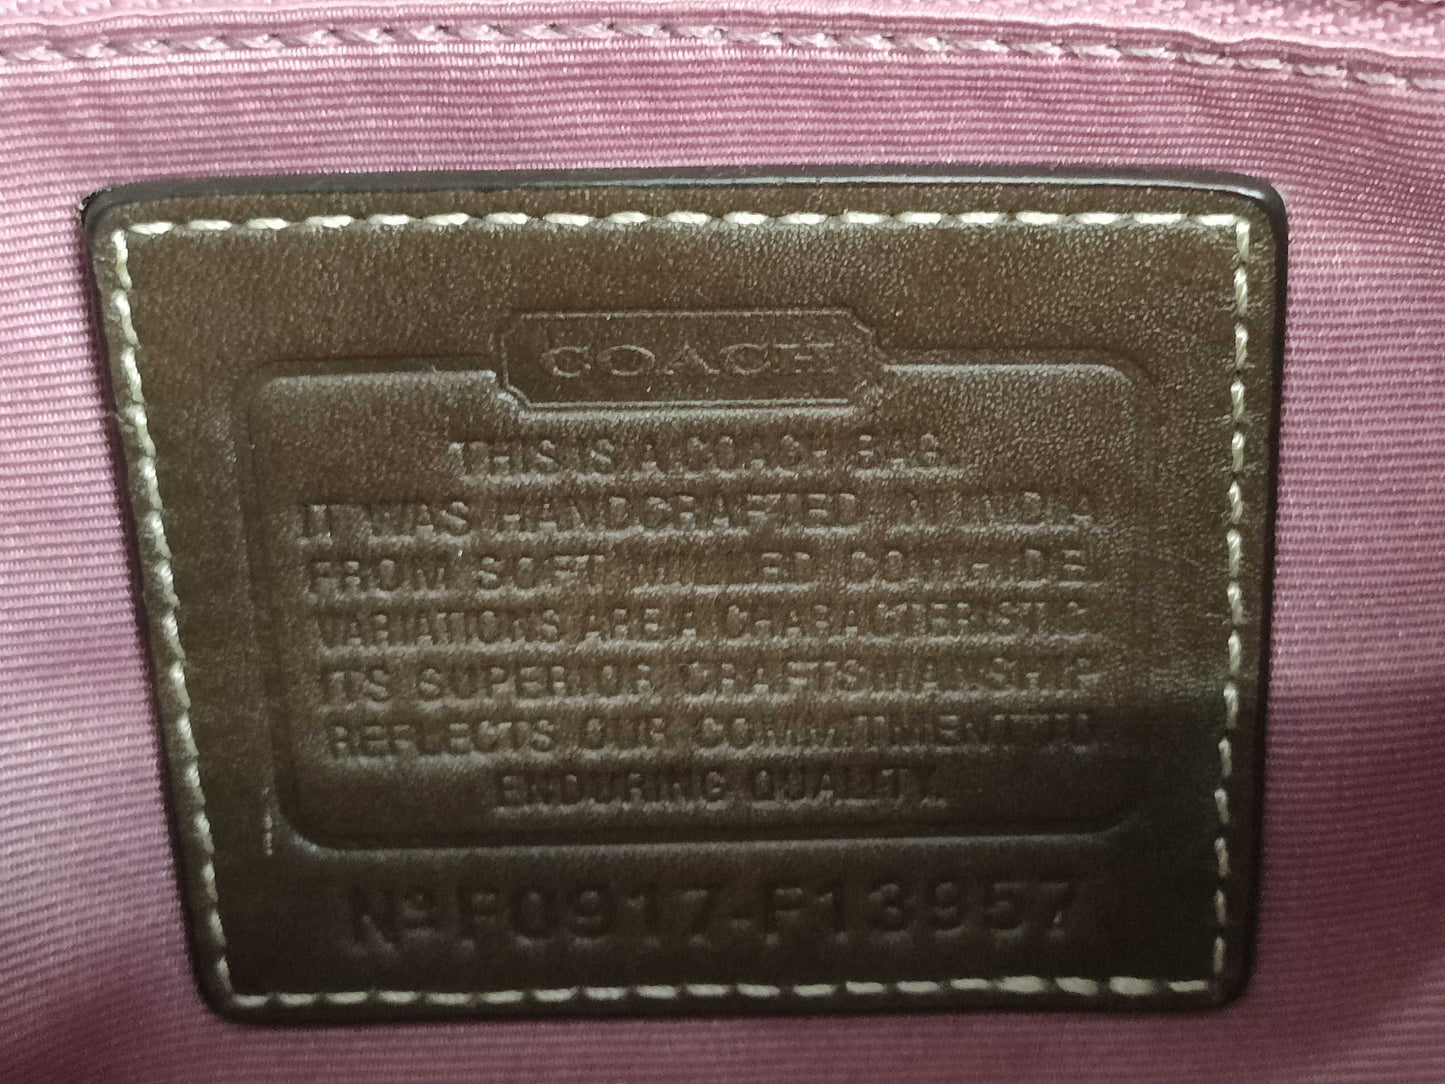 COACH
THIS IS A COACH BAG.
IT WAS HANDCRAFTED IN INDIA
FROM SOFT MILLED COWHIDE.
VARIATIONS ARE A CHARACTERISTIC.
ITS SUPERIOR CRAFTSMANSHIP
REFLECTS OUR COMMITMENT TO
ENDURING QUALITY.
No F0917-F13957